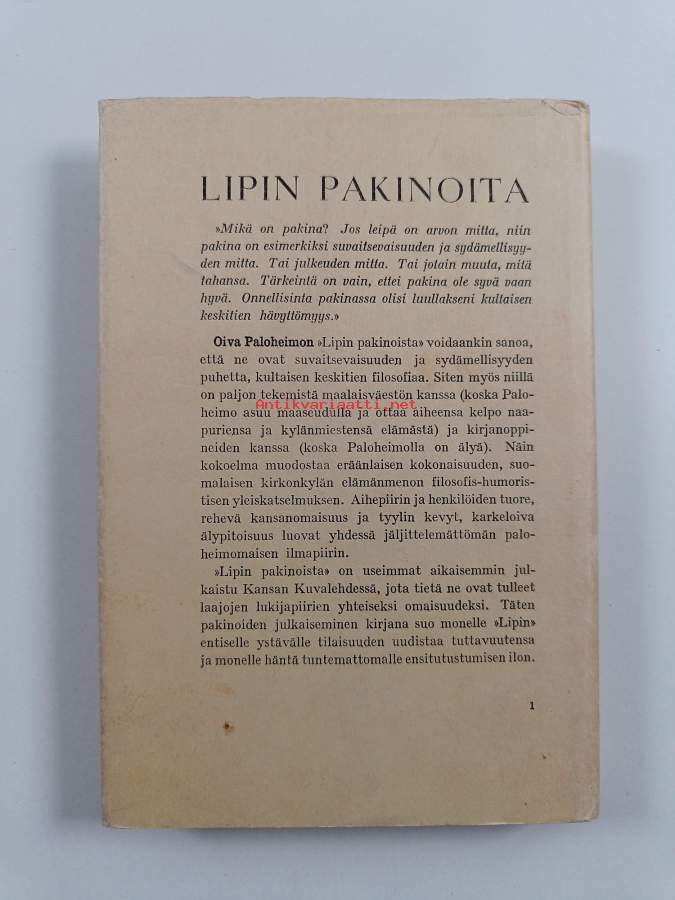 LIPIN PAKINOITA
»Mikä on pakina? Jos leipä on arvon mitta, niin
pakina on esimerkiksi suvaitsevaisuuden ja sydämellisyy-
den mitta. Tai julkeuden mitta. Tai jotain muuta, mitä
tahansa. Tärkeintä on vain, ettei pakina ole syvä vaan
hyvä. Onnellisinta pakinassa olisi luullakseni kultaisen
keskitien hävyttömyys.»
Oiva Paloheimon »Lipin pakinoista» voidaankin sanoa,
että ne ovat suvaitsevaisuuden ja sydämellisyyden
puhetta, kultaisen keskitien filosofiaa. Siten myös niillä
on paljon tekemistä maalaisväestön kanssa (koska Palo-
heimo asuu maaseudulla ja ottaa aiheensa kelpo naa-
Antikvariaatti.net
puriensa ja kylänmiestensä elämästä) ja kirjanoppi-
neiden kanssa (koska Paloheimolla on älyä). Näin
kokoelma muodostaa eräänlaisen kokonaisuuden, suo-
malaisen kirkonkylän elämänmenon filosofis-humoris-
tisen yleiskatselmuksen. Aihepiirin ja henkilöiden tuore,
rehevä kansanomaisuus ja tyylin kevyt, karkeloiva
älypitoisuus luovat yhdessä jäljittelemättömän palo-
heimomaisen ilmapiirin.
»Lipin pakinoista» on useimmat aikaisemmin jul-
kaistu Kansan Kuvalehdessä, jota tietä ne ovat tulleet
laajojen lukijapiirien yhteiseksi omaisuudeksi. Täten
pakinoiden julkaiseminen kirjana suo monelle »Lipin»
entiselle ystävälle tilaisuuden uudistaa tuttavuutensa
ja monelle häntä tuntemattomalle ensitutustumisen ilon.
1